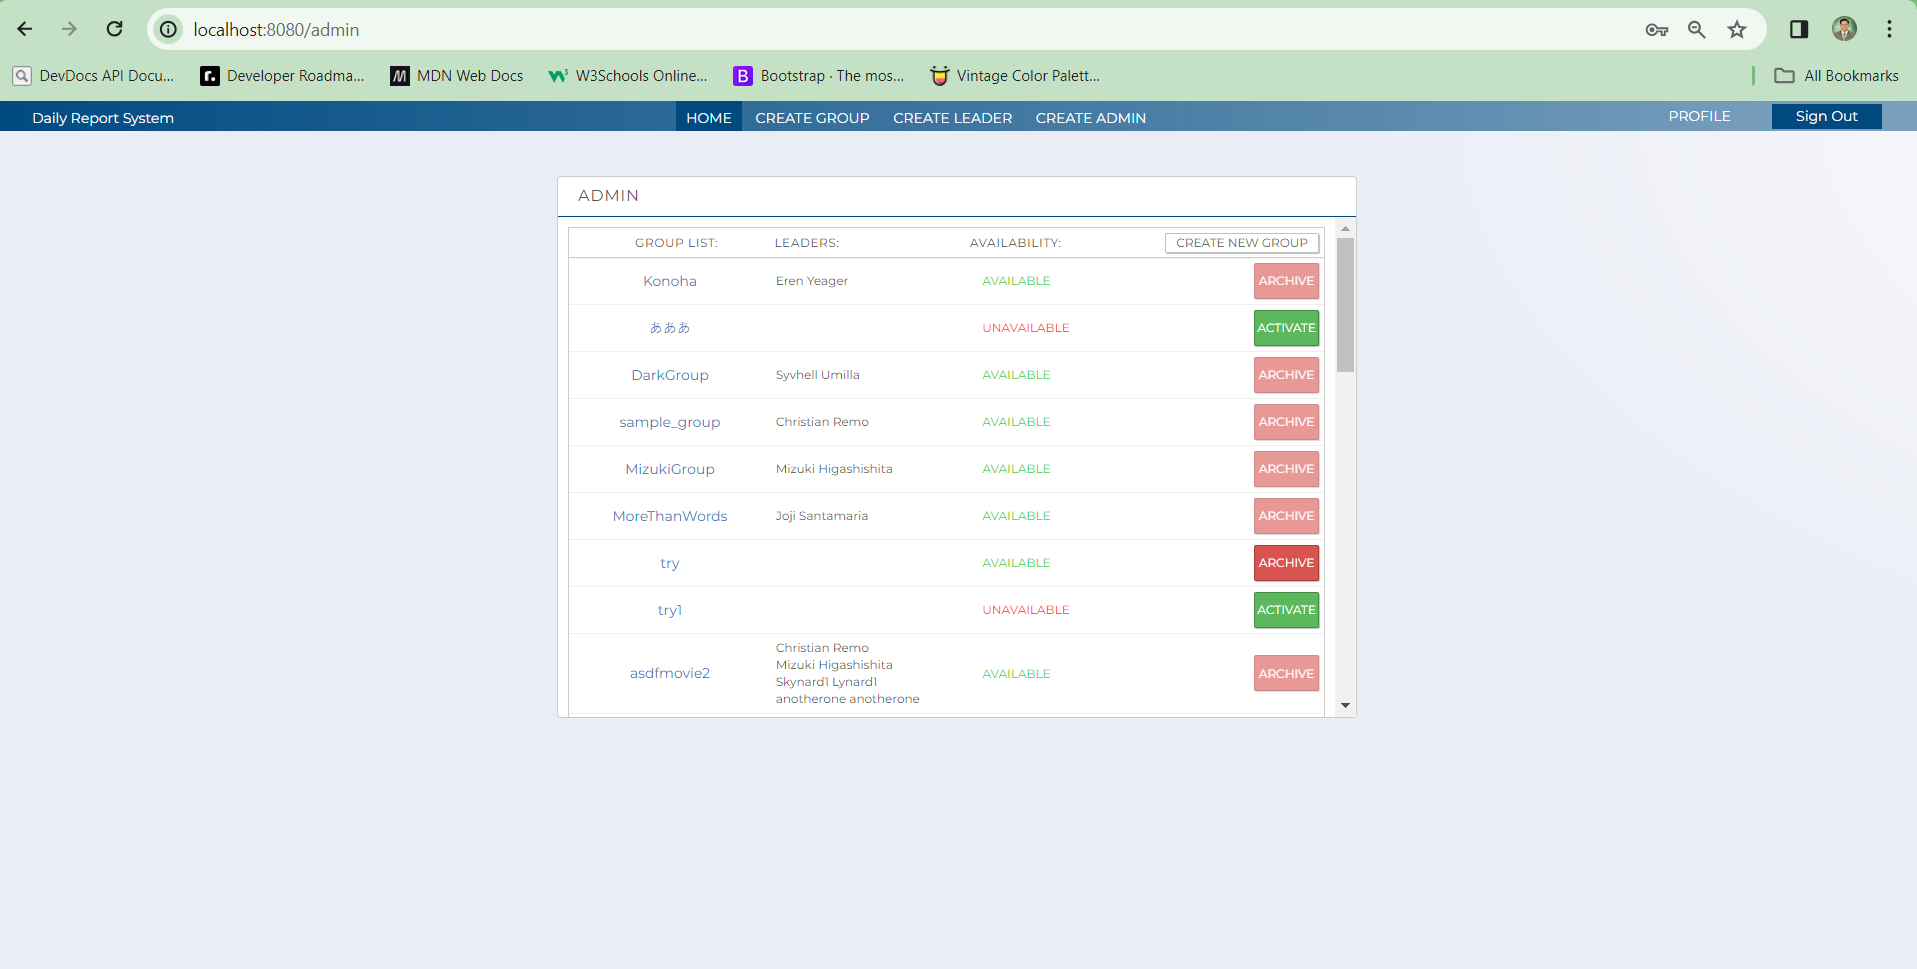 localhost:8080/admin
DevDocs API Docu...
Developer Roadma...
MDN Web Docs
W3Schools Online...
Bootstrap · The mos...
Vintage Color Palett...
All Bookmarks
Daily Report System
HOME
CREATE GROUP
CREATE LEADER
CREATE ADMIN
PROFILE
Sign Out
ADMIN
GROUP LIST: LEADERS: AVAILABILITY: CREATE NEW GROUP
Konoha Eren Yeager AVAILABLE ARCHIVE
あああ UNAVAILABLE ACTIVATE
DarkGroup Syvhell Umilla AVAILABLE ARCHIVE
sample_group Christian Remo AVAILABLE ARCHIVE
MizukiGroup Mizuki Higashishita AVAILABLE ARCHIVE
MoreThanWords Joji Santamaria AVAILABLE ARCHIVE
try AVAILABLE ARCHIVE
try1 UNAVAILABLE ACTIVATE
asdfmovie2
Christian Remo
Mizuki Higashishita
Skynard1 Lynard1
anotherone anotherone
AVAILABLE
ARCHIVE